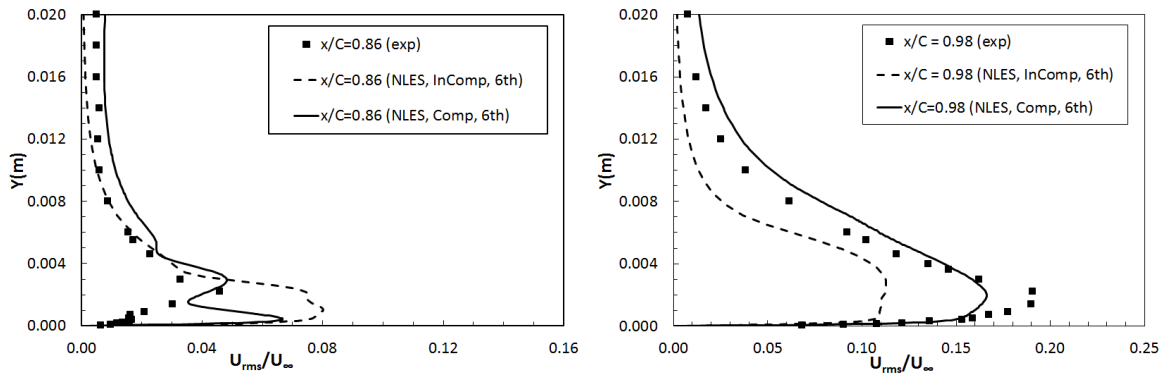 0.020
0.016
0.012
0.008
0.004
0.000
Y(m)
x/C=0.86 (exp)
x/C=0.86 (NLES, InComp, 6th)
x/C=0.86 (NLES, Comp, 6th)
0.00
0.04
0.08
0.12
0.16
Urms/U∞
0.020
0.016
0.012
0.008
0.004
0.000
Y(m)
x/C = 0.98 (exp)
x/C = 0.98 (NLES, InComp, 6th)
x/C=0.98 (NLES, Comp, 6th)
0.00
0.05
0.10
0.15
0.20
0.25
Urms/U∞